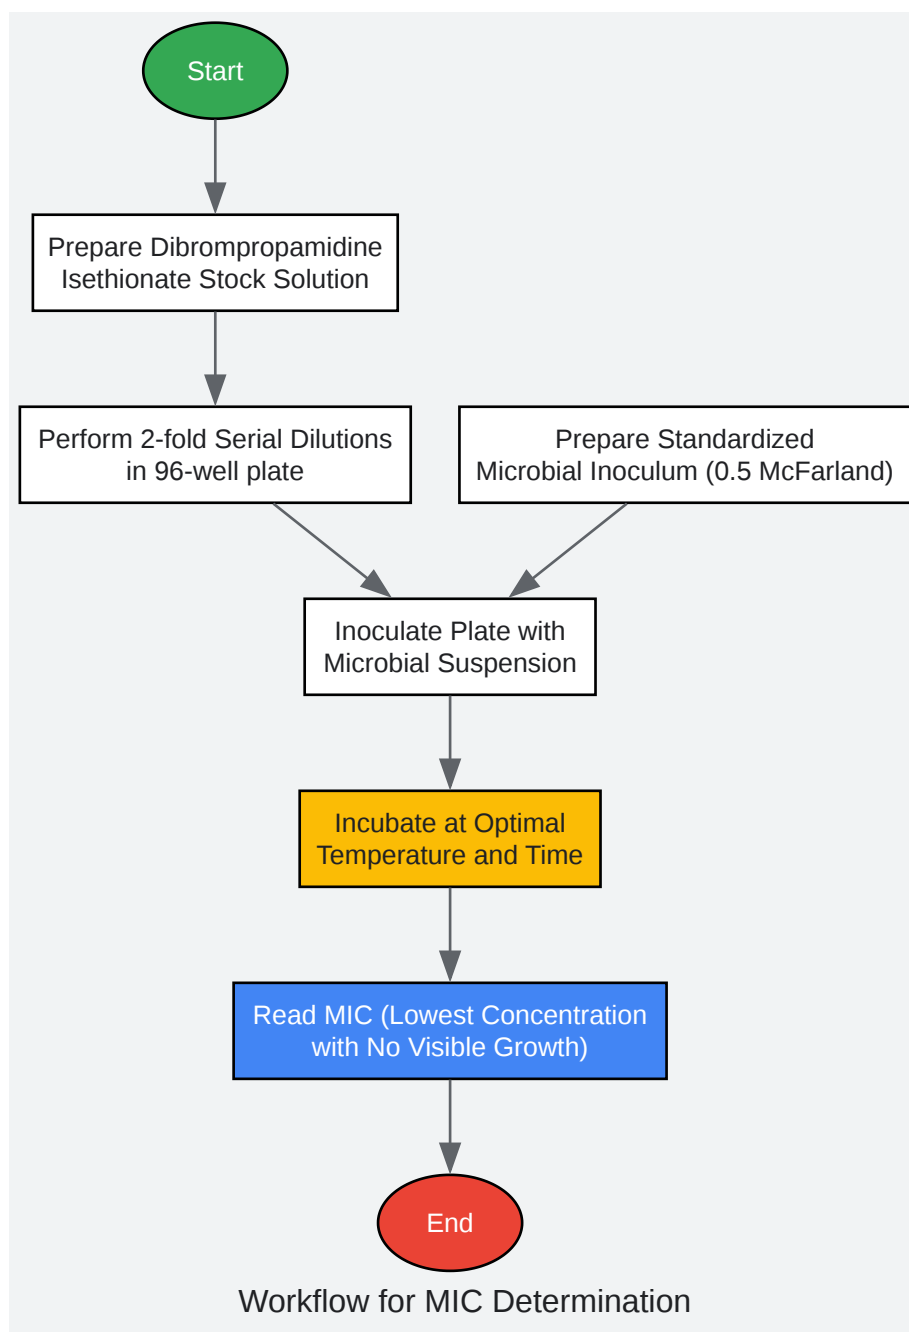 Start
Prepare Dibrompropamidine
Isethionate Stock Solution
Perform 2-fold Serial Dilutions
in 96-well plate
Prepare Standardized
Microbial Inoculum (0.5 McFarland)
Inoculate Plate with
Microbial Suspension
Incubate at Optimal
Temperature and Time
Read MIC (Lowest Concentration
with No Visible Growth)
End
Workflow for MIC Determination